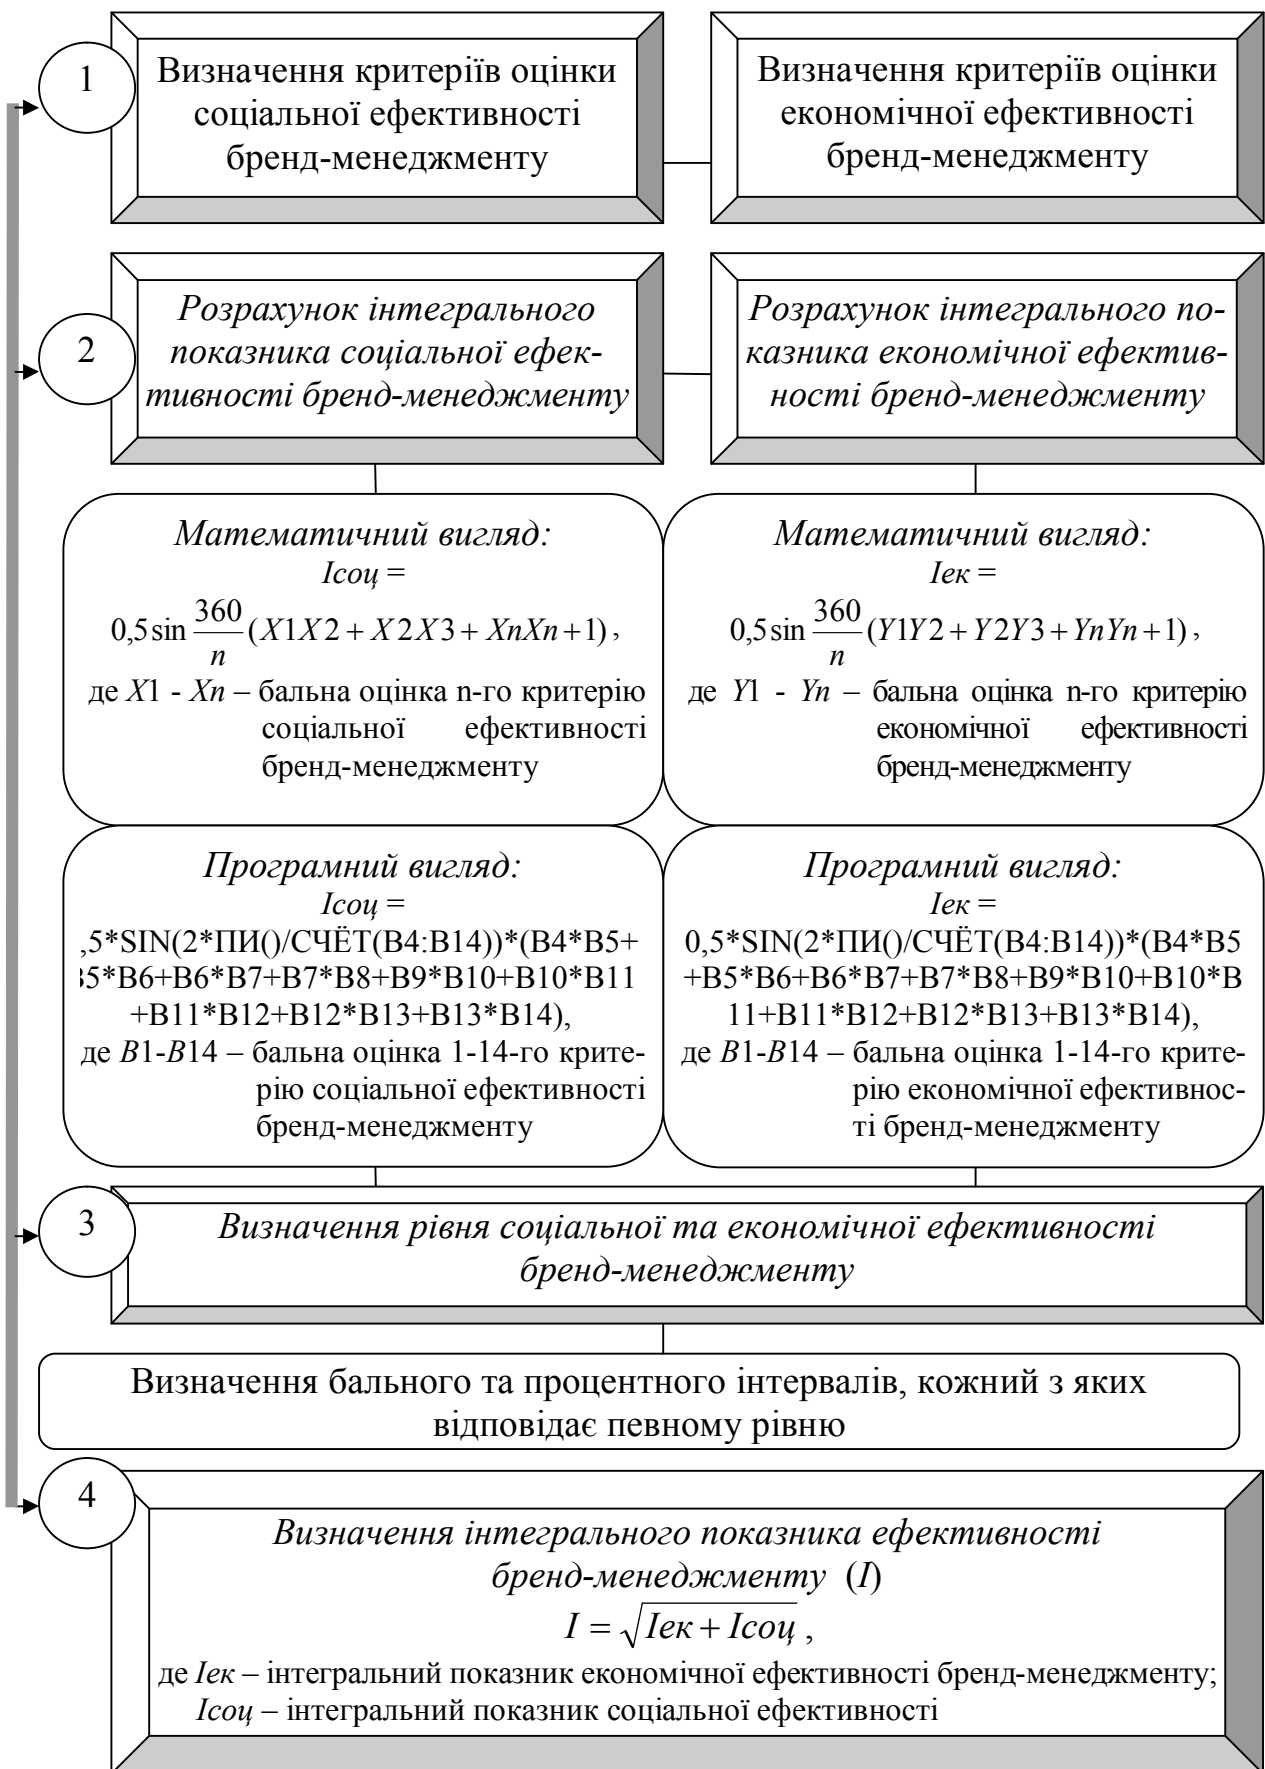 1
Визначення критеріїв оцінки
соціальної ефективності
бренд-менеджменту
Визначення критеріїв оцінки
економічної ефективності
бренд-менеджменту
2
Розрахунок інтегрального
показника соціальної ефек-
тивності бренд-менеджменту
Розрахунок інтегрального по-
казника економічної ефектив-
ності бренд-менеджменту
Математичний вигляд:
Ісоц =
0,5 sin 360/n (X1X2 + X2X3 + XnXn+1),
де X1 - Xn – бальна оцінка n-го критерію
соціальної ефективності
бренд-менеджменту
Математичний вигляд:
Іек =
0,5 sin 360/n (Y1Y2 + Y2Y3 + YnYn+1),
де Y1 - Yn – бальна оцінка n-го критерію
економічної ефективності
бренд-менеджменту
Програмний вигляд:
Ісоц =
,5*SIN(2*ПИ()/СЧЁТ(B4:B14))*(B4*B5+
5*B6+B6*B7+B7*B8+B9*B10+B10*B11
+B11*B12+B12*B13+B13*B14),
де B1-B14 – бальна оцінка 1-14-го крите-
рію соціальної ефективності
бренд-менеджменту
Програмний вигляд:
Іек =
0,5*SIN(2*ПИ()/СЧЁТ(B4:B14))*(B4*B5
+B5*B6+B6*B7+B7*B8+B9*B10+B10*B
11+B11*B12+B12*B13+B13*B14),
де B1-B14 – бальна оцінка 1-14-го крите-
рію економічної ефективнос-
ті бренд-менеджменту
3
Визначення рівня соціальної та економічної ефективності
бренд-менеджменту
Визначення бального та процентного інтервалів, кожний з яких
відповідає певному рівню
4
Визначення інтегрального показника ефективності
бренд-менеджменту (I)
I = √Іек + Ісоц ,
де Іек – інтегральний показник економічної ефективності бренд-менеджменту;
Ісоц – інтегральний показник соціальної ефективності